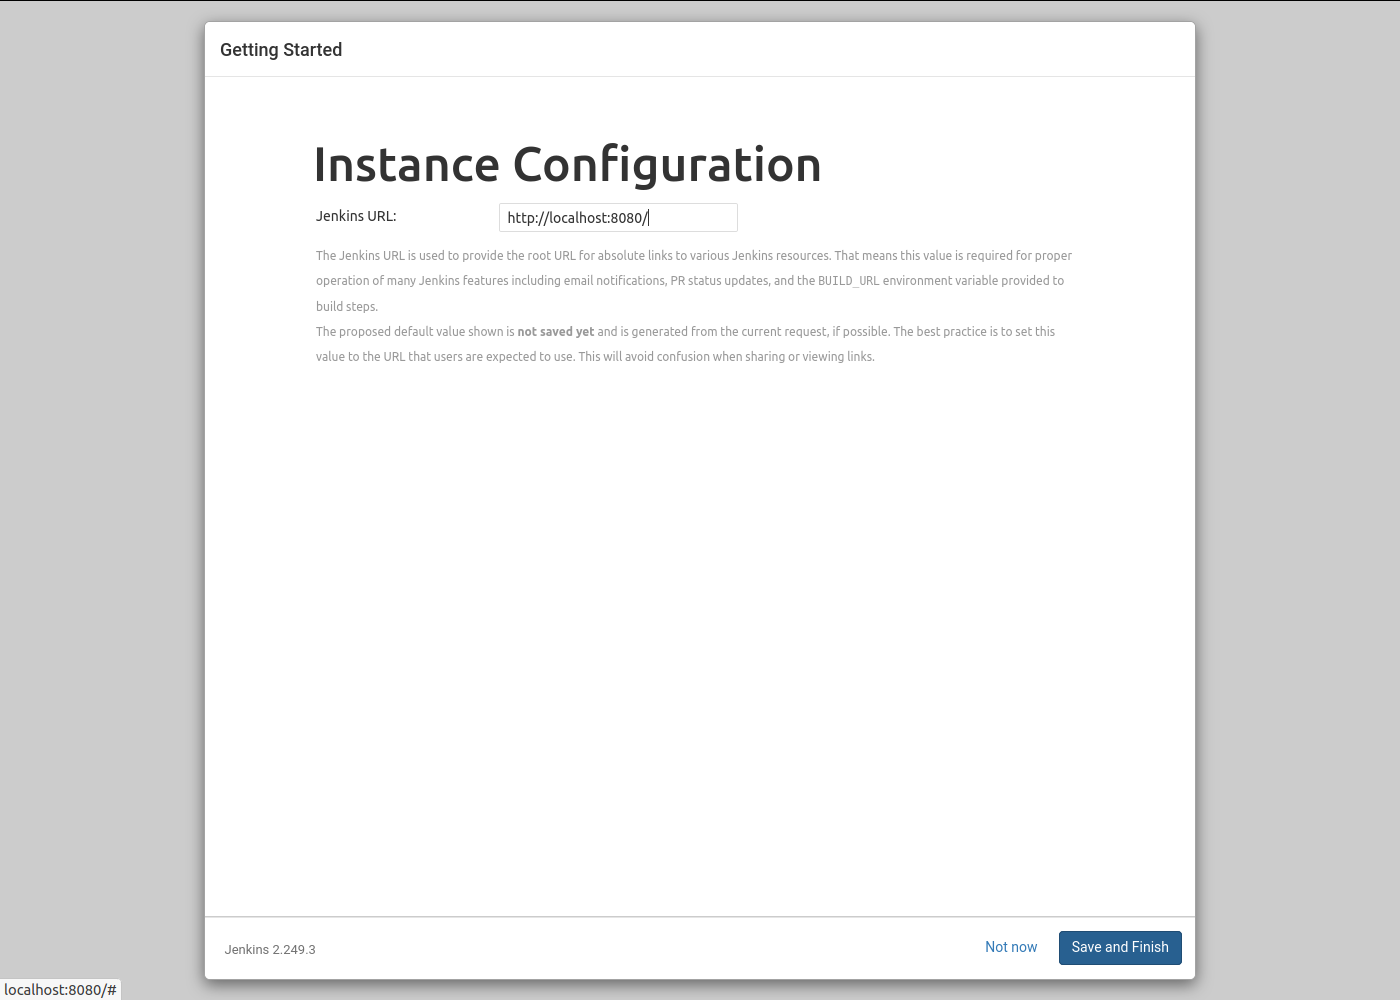 Getting Started
Instance Configuration
Jenkins URL:
http://localhost:8080/
The Jenkins URL is used to provide the root URL for absolute links to various Jenkins resources. That means this value is required for proper
operation of many Jenkins features including email notifications, PR status updates, and the BUILD_URL environment variable provided to
build steps.
The proposed default value shown is not saved yet and is generated from the current request, if possible. The best practice is to set this
value to the URL that users are expected to use. This will avoid confusion when sharing or viewing links.
Jenkins 2.249.3
Not now
Save and Finish
localhost:8080/#